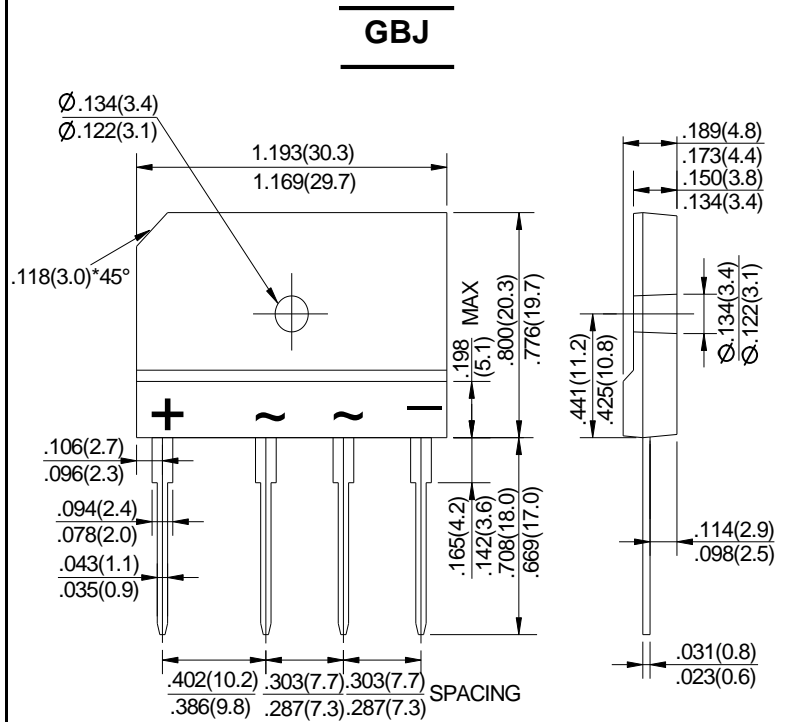 GBJ
Ø.134(3.4)
Ø.122(3.1)
1.193(30.3)
1.169(29.7)
.189(4.8)
.173(4.4)
.150(3.8)
.134(3.4)
.118(3.0)*45°
.198
(5.1)
MAX
.800(20.3)
.776(19.7)
.441(11.2)
.425(10.8)
Ø.134(3.4)
Ø.122(3.1)
+ ~ ~ −
.106(2.7)
.096(2.3)
.094(2.4)
.078(2.0)
.043(1.1)
.035(0.9)
.165(4.2)
.142(3.6)
.708(18.0)
.669(17.0)
.114(2.9)
.098(2.5)
.031(0.8)
.023(0.6)
.402(10.2) .303(7.7) .303(7.7)
.386(9.8) .287(7.3) .287(7.3)
SPACING